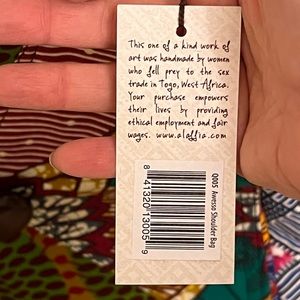 This one of a kind work of
art was handmade by women
who fell prey to the sex
trade in Togo, West Africa.
Your purchase empowers
their lives by providing
ethical employment and fair
wages. www.alaffia.com
Q005 Awesso Shoulder Bag
8 41320 13005 9